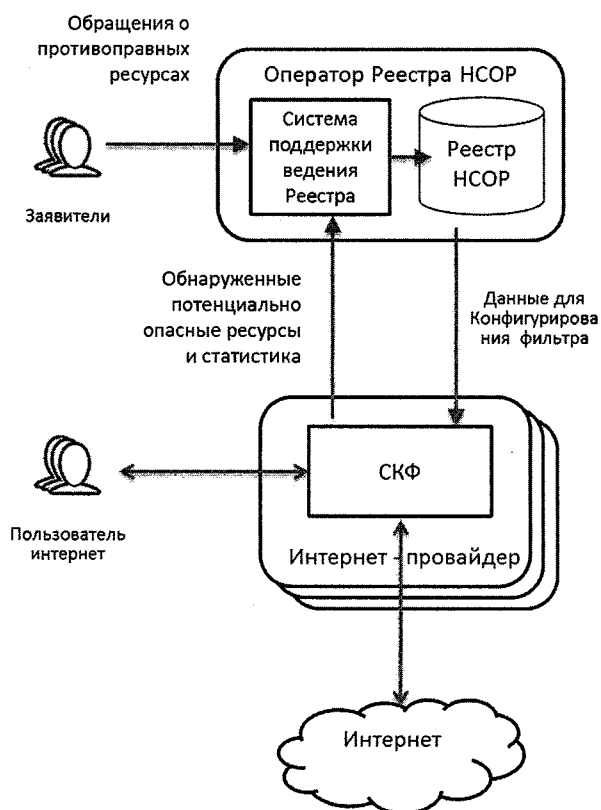 Обращения о
противоправных
ресурсах
Оператор Реестра НСОР
Система
поддержки
ведения
Реестра
Реестр
НСОР
Заявители
Обнаруженные
потенциально
опасные ресурсы
и статистика
Данные для
Конфигурирова
ния фильтра
СКФ
Пользователь
интернет
Интернет - провайдер
Интернет